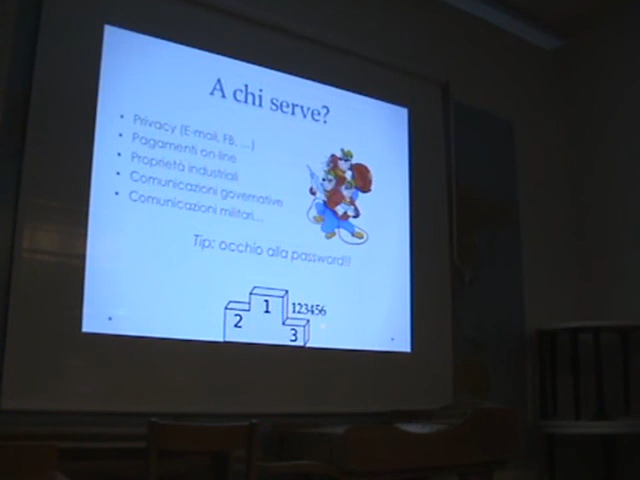 A chi serve?
• Privacy (E-mail, FB, ...)
• Pagamenti on-line
• Proprietà industriali
• Comunicazioni governative
• Comunicazioni militari...
Tip: occhio alla password!!!
1 123456
2
3